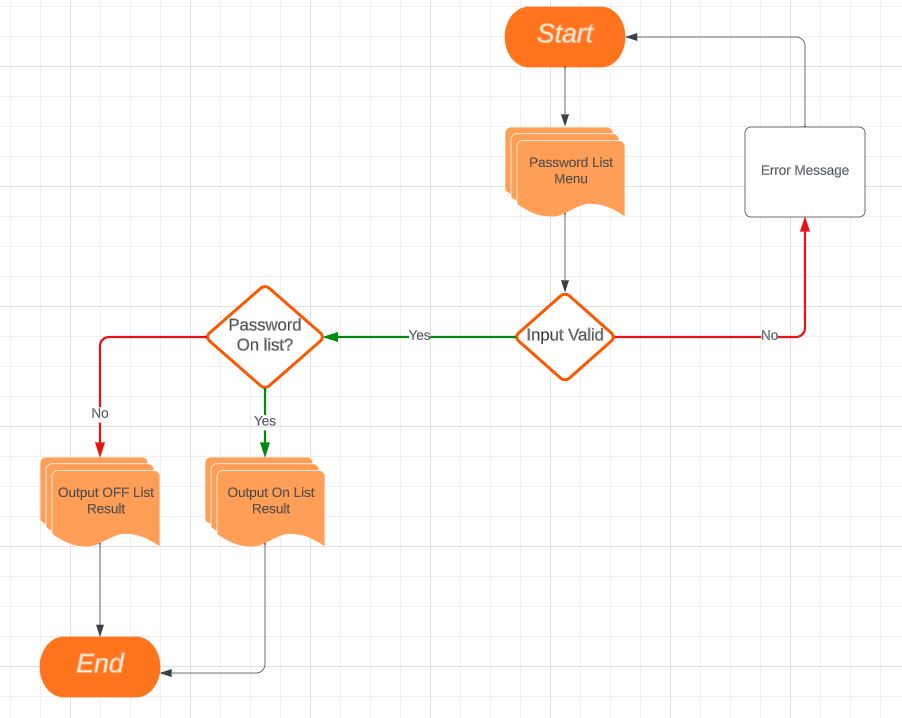 Start
Password List
Menu
Error Message
Password
On list?
Yes
Input Valid
No
No
Yes
Output OFF List
Result
Output On List
Result
End